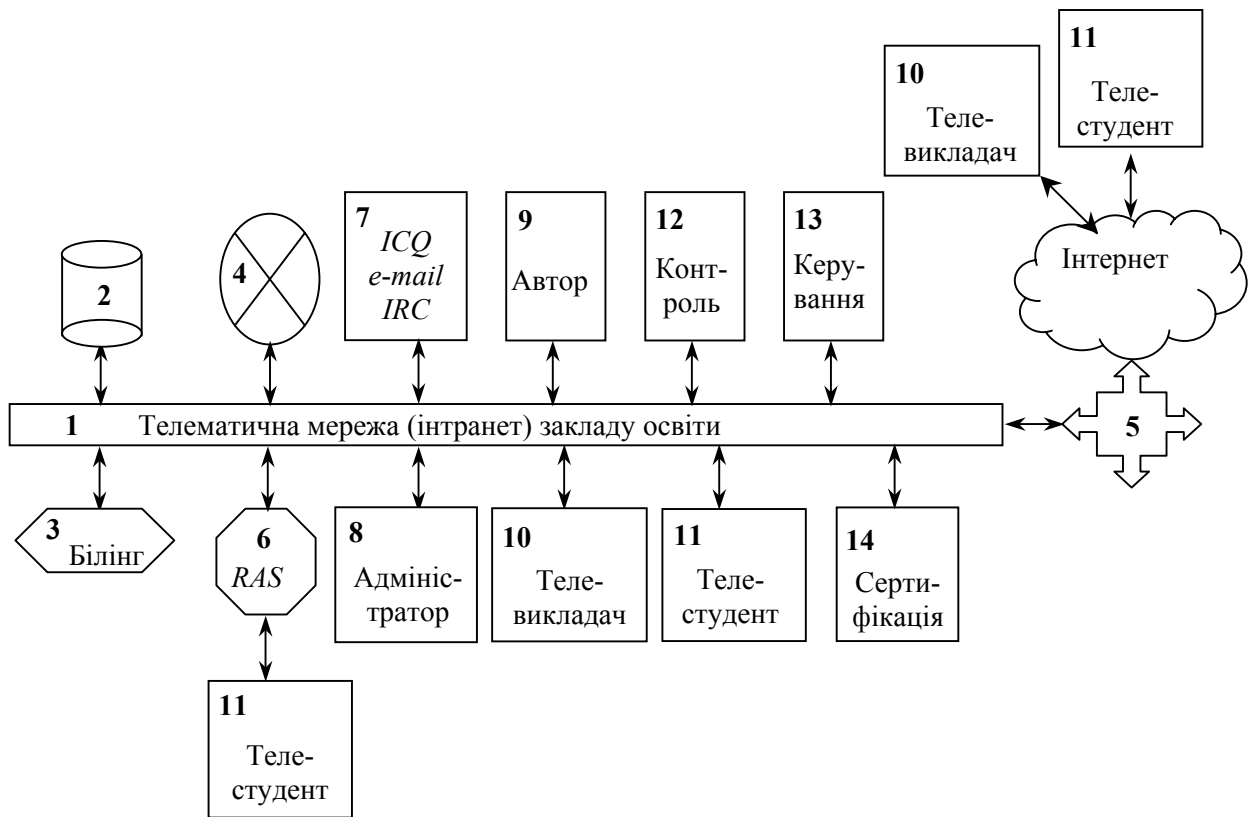 11
Теле-
студент
10
Теле-
викладач
Інтернет
2
4
7
ICQ
e-mail
IRC
9
Автор
12
Конт-
роль
13
Керу-
вання
1 Телематична мережа (інтранет) закладу освіти
5
3
Білінг
6
RAS
8
Адмініс-
тратор
10
Теле-
викладач
11
Теле-
студент
14
Серти-
фікація
11
Теле-
студент